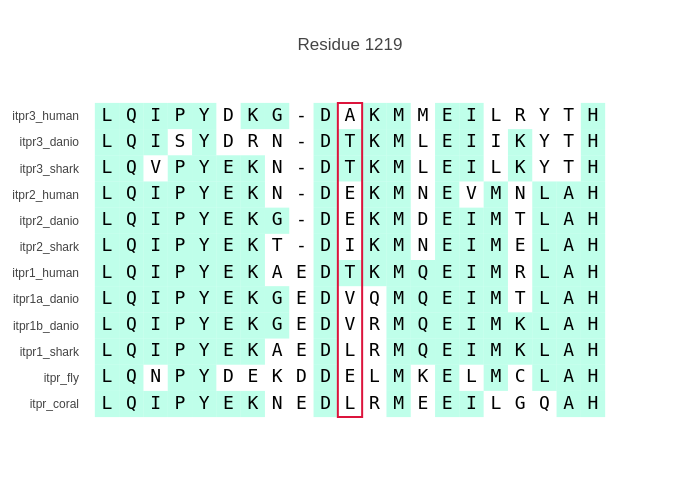 Residue 1219
itpr3_human L Q I P Y D K G - D A K M M E I L R Y T H
itpr3_danio L Q I S Y D R N - D T K M L E I I K Y T H
itpr3_shark L Q V P Y E K N - D T K M L E I L K Y T H
itpr2_human L Q I P Y E K N - D E K M N E V M N L A H
itpr2_danio L Q I P Y E K G - D E K M D E I M T L A H
itpr2_shark L Q I P Y E K T - D I K M N E I M E L A H
itpr1_human L Q I P Y E K A E D T K M Q E I M R L A H
itpr1a_danio L Q I P Y E K G E D V Q M Q E I M T L A H
itpr1b_danio L Q I P Y E K G E D V R M Q E I M K L A H
itpr1_shark L Q I P Y E K A E D L R M Q E I M K L A H
itpr_fly L Q N P Y D E K D D E L M K E L M C L A H
itpr_coral L Q I P Y E K N E D L R M E E I L G Q A H